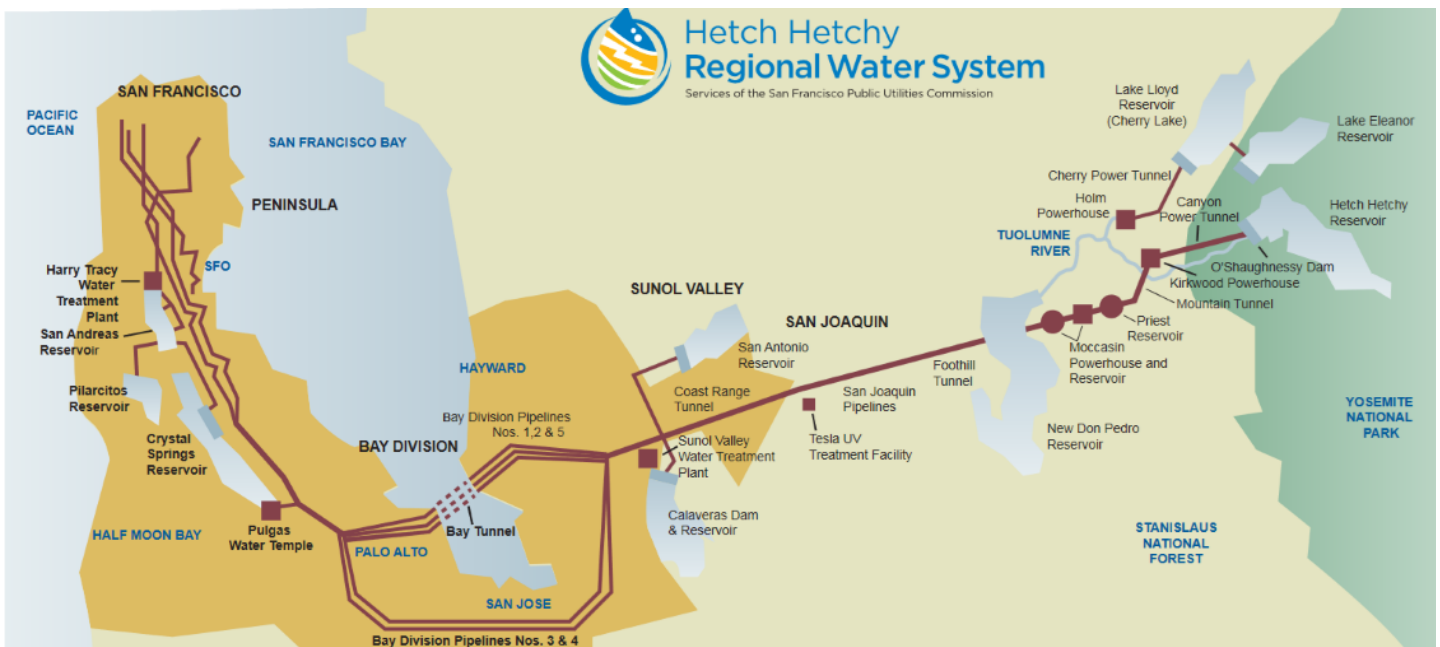 Hetch Hetchy
Regional Water System
Services of the San Francisco Public Utilities Commission
SAN FRANCISCO
PACIFIC
OCEAN
SAN FRANCISCO BAY
PENINSULA
SFO
Harry Tracy
Water
Treatment
Plant
San Andreas
Reservoir
Pilarcitos
Reservoir
Crystal
Springs
Reservoir
HALF MOON BAY
Pulgas
Water Temple
PALO ALTO
BAY DIVISION
HAYWARD
Bay Division Pipelines
Nos. 1,2 & 5
Bay Tunnel
SAN JOSE
Bay Division Pipelines Nos. 3 & 4
SUNOL VALLEY
San Antonio
Reservoir
Coast Range
Tunnel
Sunol Valley
Water Treatment
Plant
Calaveras Dam
& Reservoir
SAN JOAQUIN
San Joaquin
Pipelines
Tesla UV
Treatment Facility
Foothill
Tunnel
New Don Pedro
Reservoir
Moccasin
Powerhouse and
Reservoir
Priest
Reservoir
Mountain Tunnel
Kirkwood Powerhouse
O'Shaughnessy Dam
Canyon
Power Tunnel
TUOLUMNE
RIVER
Holm
Powerhouse
Cherry Power Tunnel
Lake Lloyd
Reservoir
(Cherry Lake)
Lake Eleanor
Reservoir
Hetch Hetchy
Reservoir
YOSEMITE
NATIONAL
PARK
STANISLAUS
NATIONAL
FOREST